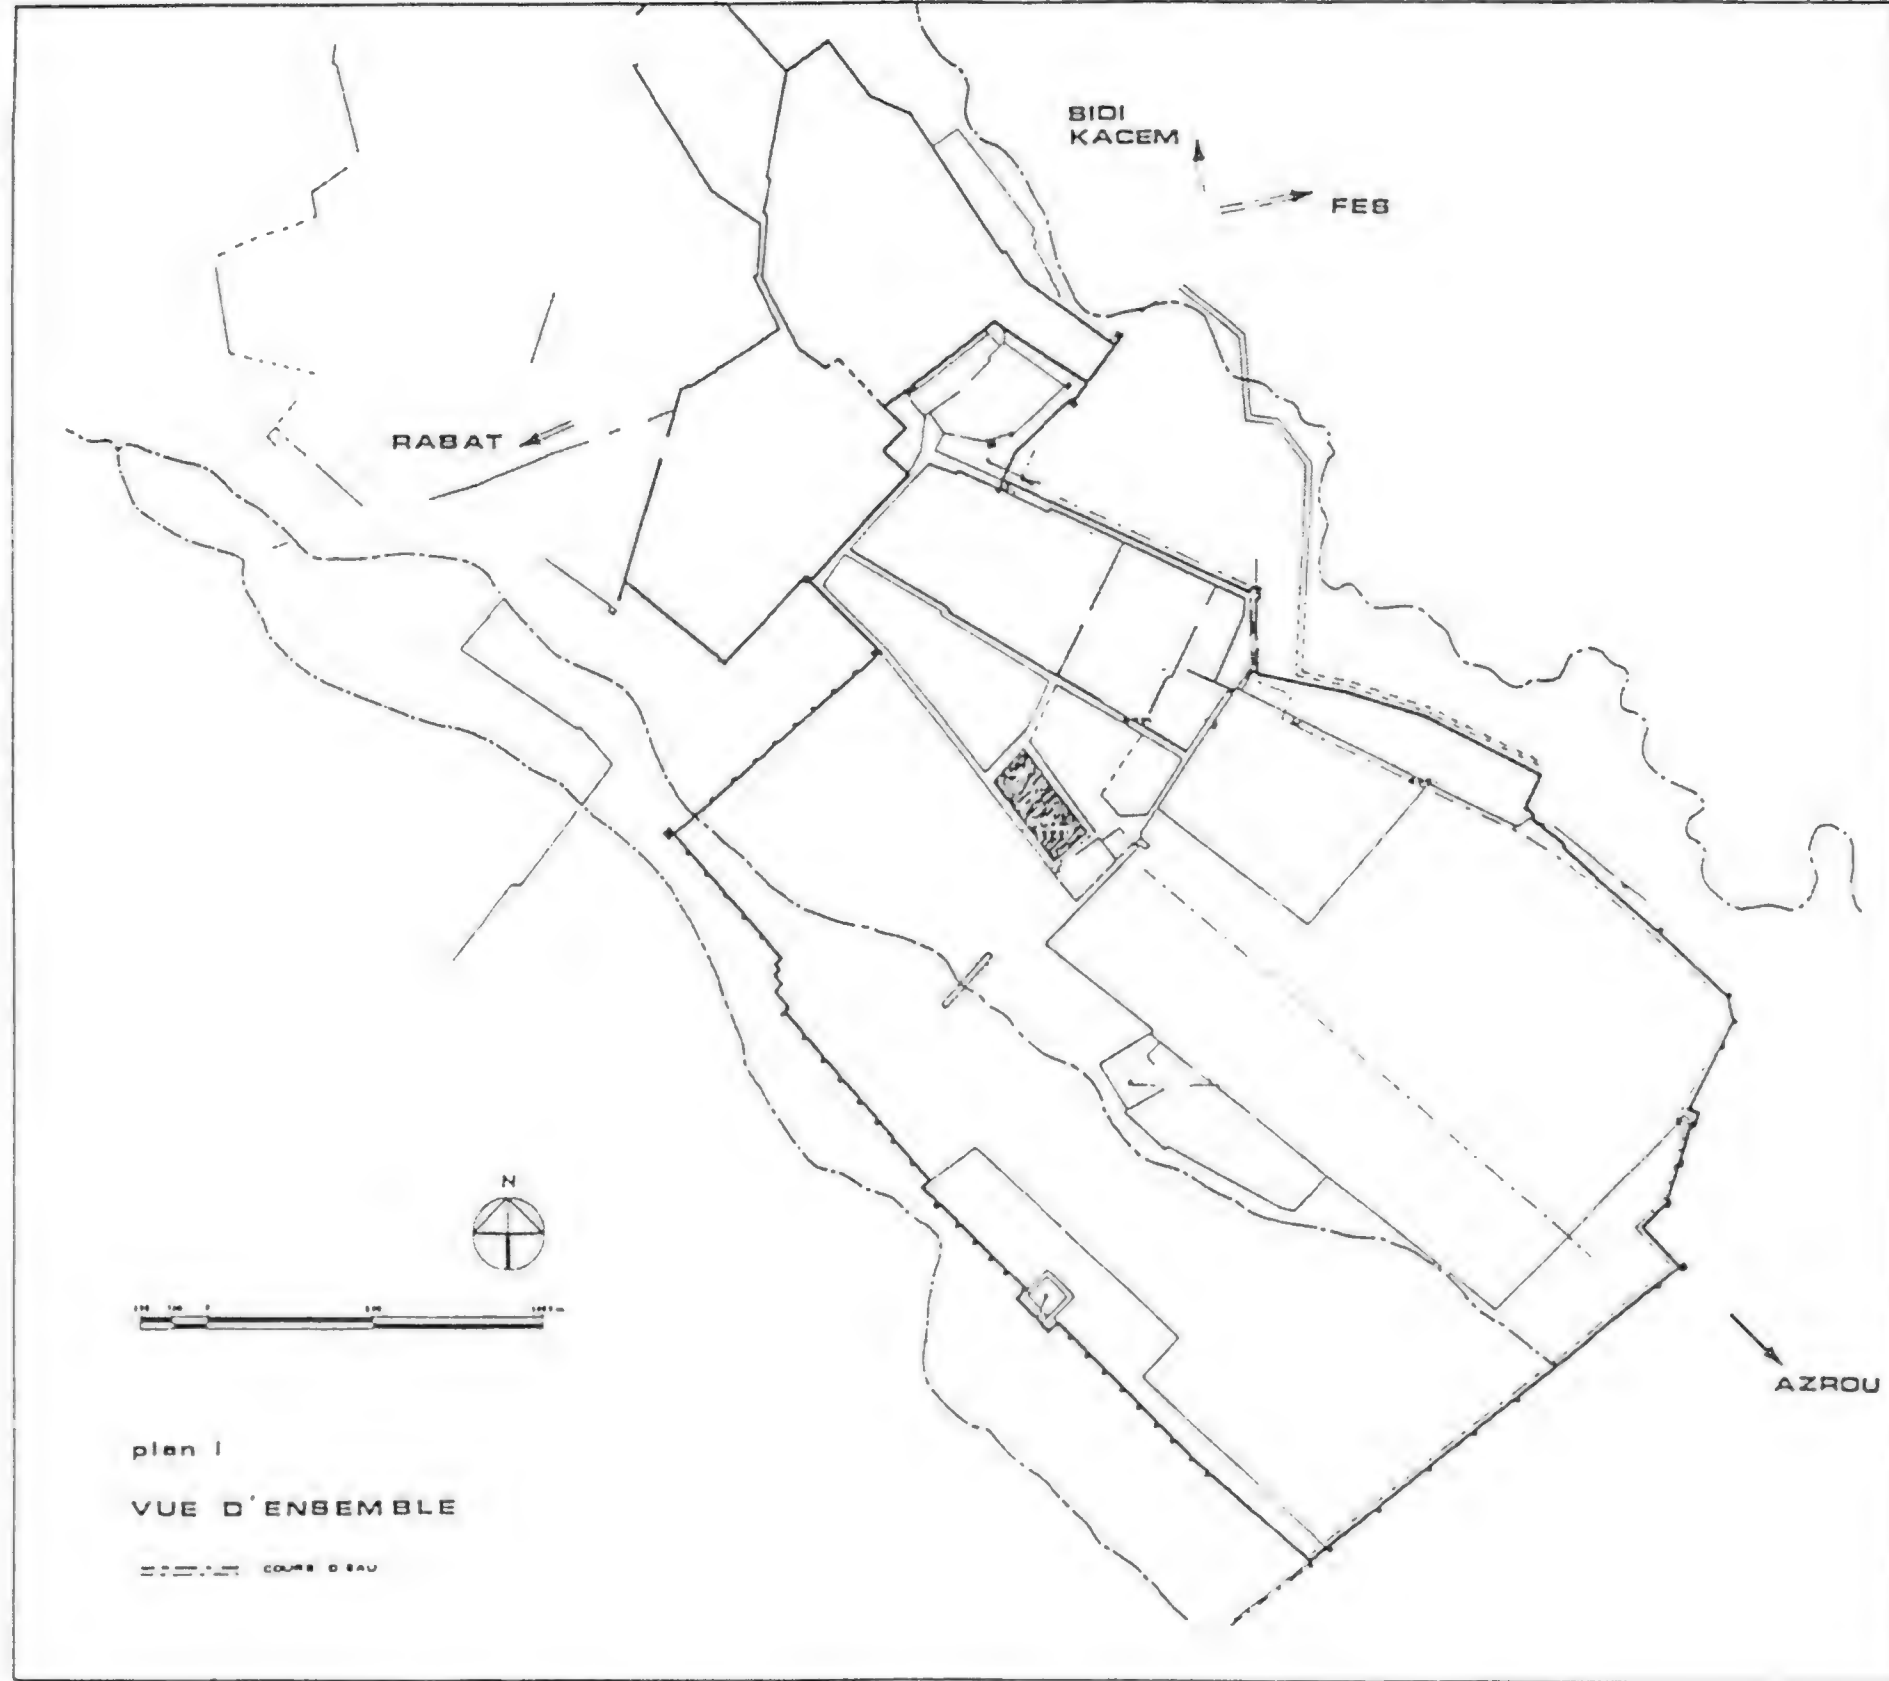 SIDI
KACEM
FES
RABAT
N
AZROU
plan I
VUE D'ENSEMBLE
COURS D'EAU